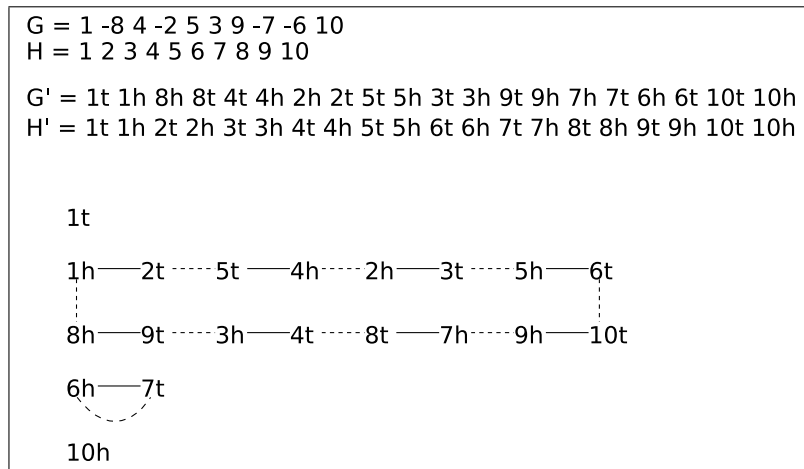 G = 1 -8 4 -2 5 3 9 -7 -6 10
H = 1 2 3 4 5 6 7 8 9 10
G' = 1t 1h 8h 8t 4t 4h 2h 2t 5t 5h 3t 3h 9t 9h 7h 7t 6h 6t 10t 10h
H' = 1t 1h 2t 2h 3t 3h 4t 4h 5t 5h 6t 6h 7t 7h 8t 8h 9t 9h 10t 10h
1t
1h 2t 5t 4h 2h 3t 5h 6t
8h 9t 3h 4t 8t 7h 9h 10t
6h 7t
10h